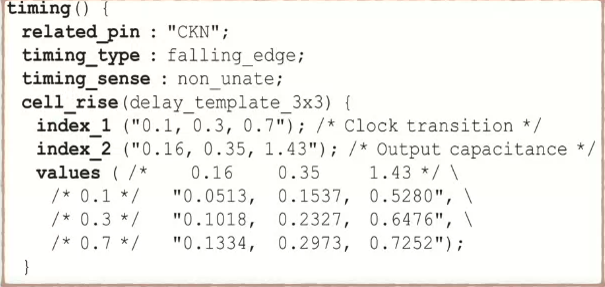 timing() {
related_pin : "CKN";
timing_type : falling_edge;
timing_sense : non_unate;
cell_rise(delay_template_3x3) {
index_1 ("0.1, 0.3, 0.7"); /* Clock transition */
index_2 ("0.16, 0.35, 1.43"); /* Output capacitance */
values ( /* 0.16 0.35 1.43 */ \
/* 0.1 */ "0.0513, 0.1537, 0.5280", \
/* 0.3 */ "0.1018, 0.2327, 0.6476", \
/* 0.7 */ "0.1334, 0.2973, 0.7252");
}